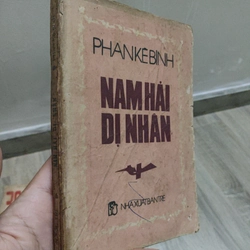 PHAN KẾ BÍNH
NAM HẢI
DỊ NHÂN
NHÀ XUẤT BẢN TRẺ